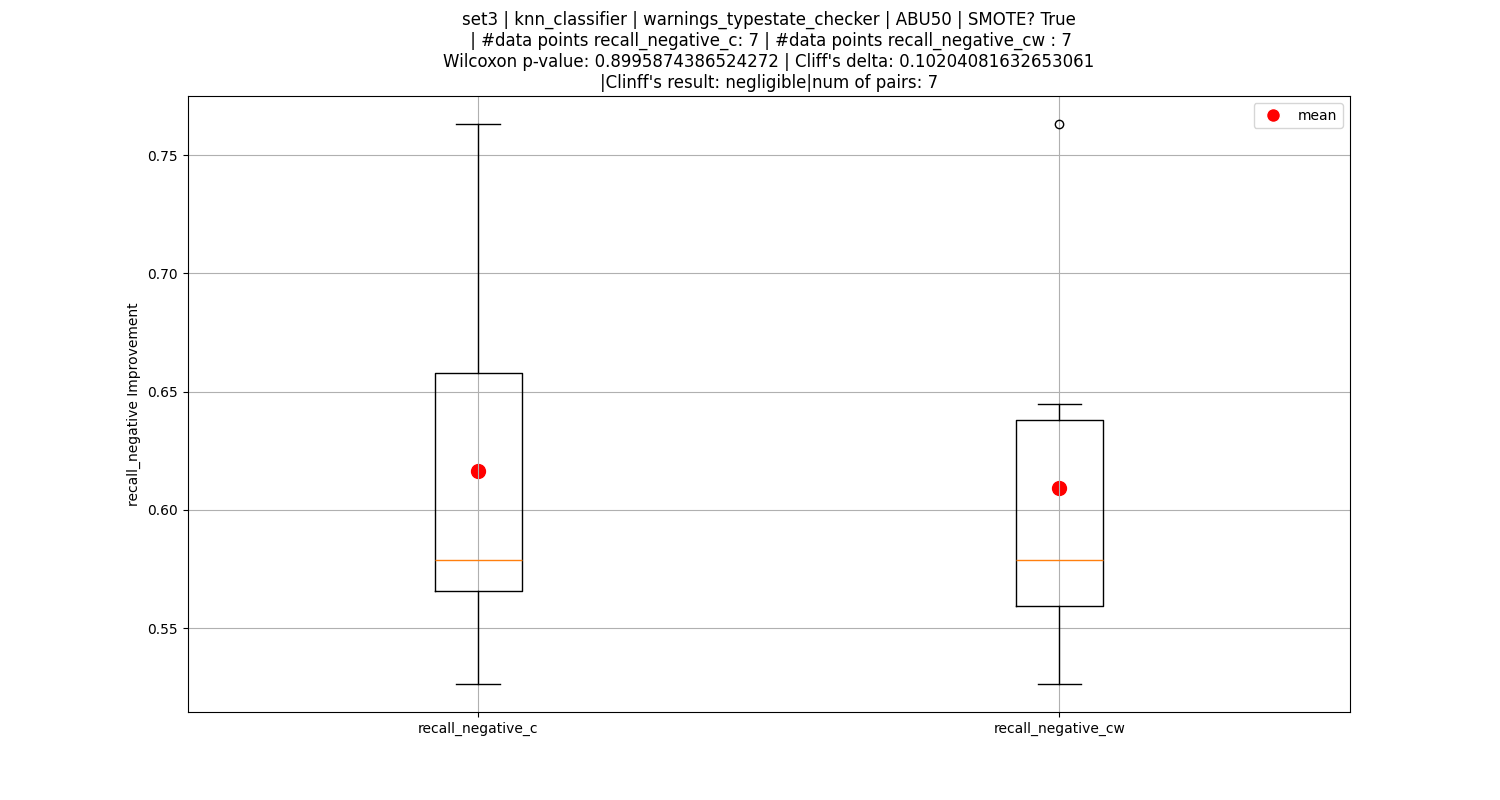 set3 | knn_classifier | warnings_typestate_checker | ABU50 | SMOTE? True
| #data points recall_negative_c: 7 | #data points recall_negative_cw : 7
Wilcoxon p-value: 0.8995874386524272 | Cliff's delta: 0.10204081632653061
|Clinff's result: negligible|num of pairs: 7
mean
0.75
0.70
0.65
0.60
0.55
recall_negative Improvement
recall_negative_c
recall_negative_cw